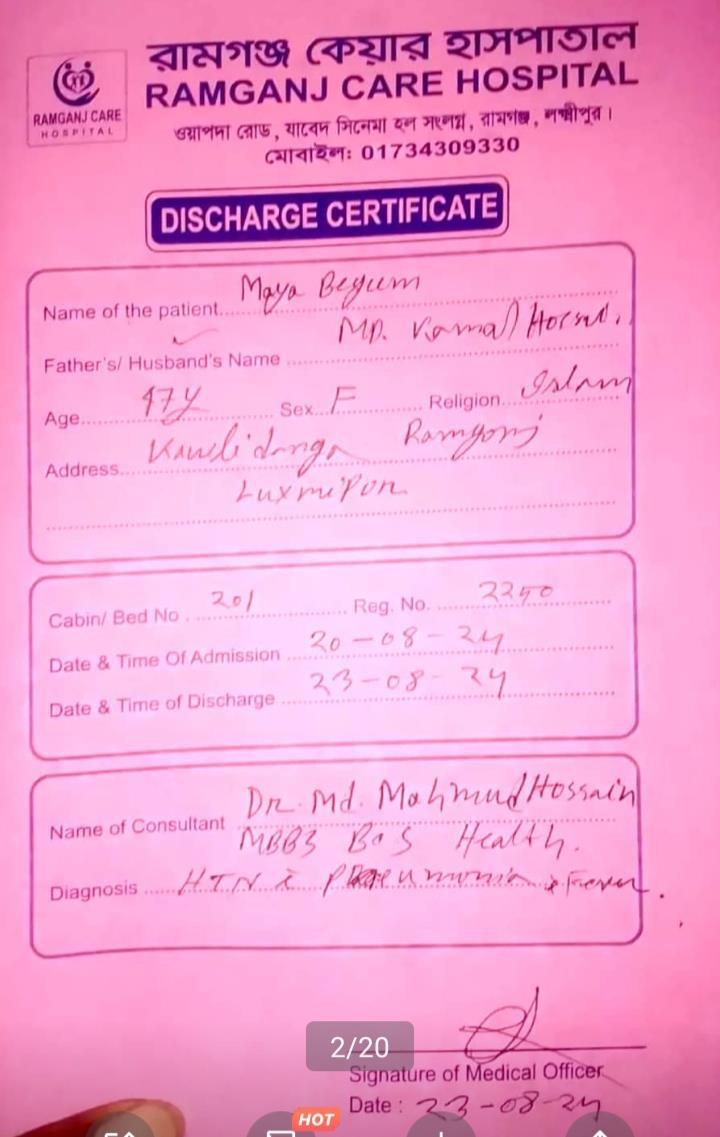 রামগঞ্জ কেয়ার হাসপাতাল
RAMGANJ CARE HOSPITAL
RAMGANJ CARE
HOSPITAL
ওয়াপদা রোড, যাবেদ সিনেমা হল সংলগ্ন, রামগঞ্জ, লক্ষ্মীপুর।
মোবাইলঃ 01734309330
DISCHARGE CERTIFICATE
Name of the patient Maya Begum
Father's/ Husband's Name MD. Kamal Hossai.
Age 47y Sex F Religion Islam
Address Ramgonj
Luxmipon
Cabin/ Bed No. 201 Reg. No.
Date & Time Of Admission 20-08-24
Date & Time of Discharge 23-08-24
Name of Consultant Dr. Md. Mahmud Hossain
MBBS BCS Health.
Diagnosis HTN c Pneumonia & Fever.
2/20
Signature of Medical Officer
Date : 23-08-24
HOT